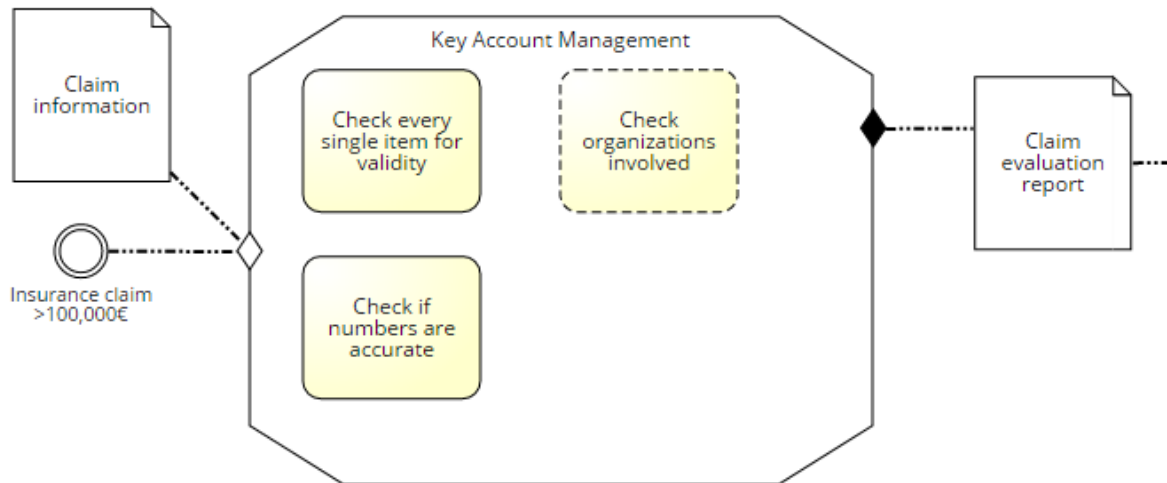 Claim
information
Insurance claim
>100,000€
Key Account Management
Check every
single item for
validity
Check
organizations
involved
Check if
numbers are
accurate
Claim
evaluation
report